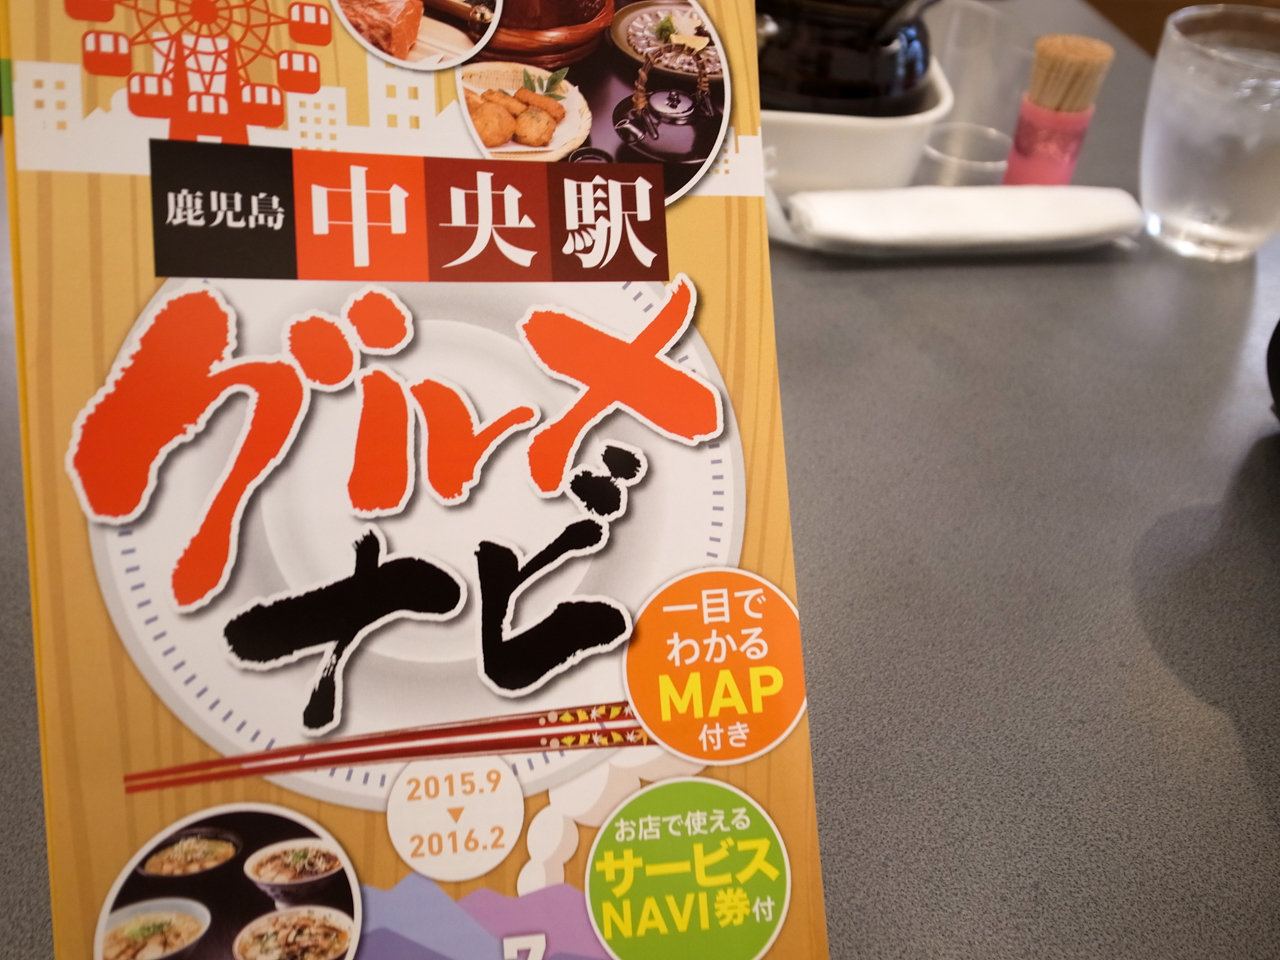 鹿児島中央駅
グルメ
ナビ
一目で
わかる
MAP
付き
2015.9
▼
2016.2
お店で使える
サービス
NAVI券付